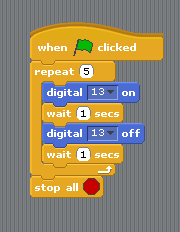 when clicked
repeat 5
digital 13 on
wait 1 secs
digital 13 off
wait 1 secs
stop all